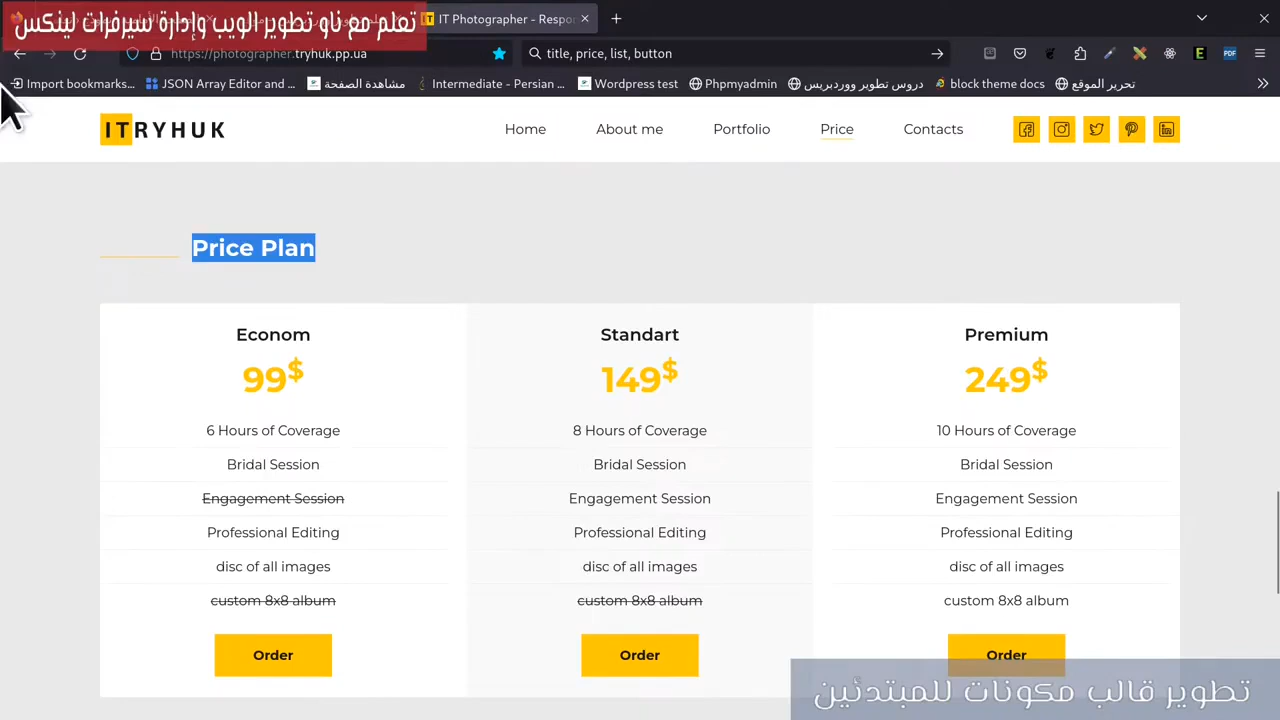 تعلم مع ناو تطوير الويب وإدارة سيرفرات لينكس
IT Photographer - Respor
https://photographer.tryhuk.pp.ua
title, price, list, button
Import bookmarks...
JSON Array Editor and ...
مشاهدة الصفحة
Intermediate - Persian ...
Wordpress test
Phpmyadmin
دروس تطوير ووردبريس
block theme docs
تحرير الموقع
ITRYHUK
Home
About me
Portfolio
Price
Contacts
Price Plan
Econom
99$
6 Hours of Coverage
Bridal Session
Engagement Session
Professional Editing
disc of all images
custom 8x8 album
Order
Standart
149$
8 Hours of Coverage
Bridal Session
Engagement Session
Professional Editing
disc of all images
custom 8x8 album
Order
Premium
249$
10 Hours of Coverage
Bridal Session
Engagement Session
Professional Editing
disc of all images
custom 8x8 album
Order
تطوير قالب مكونات للمبتدئين